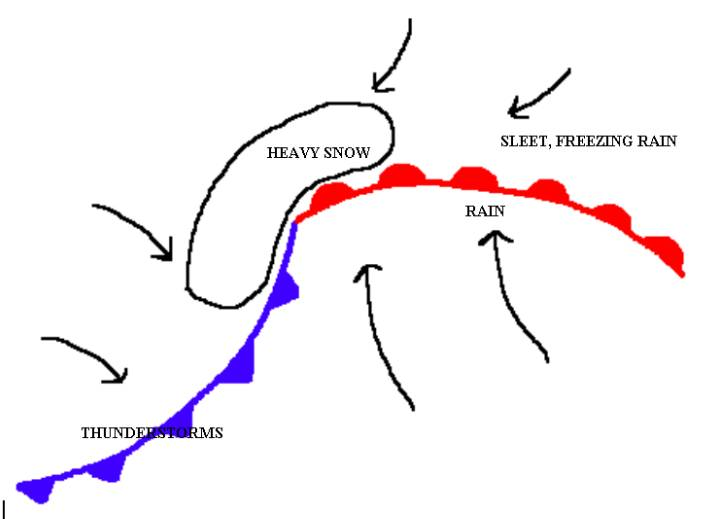 SLEET, FREEZING RAIN
HEAVY SNOW
RAIN
THUNDERSTORMS